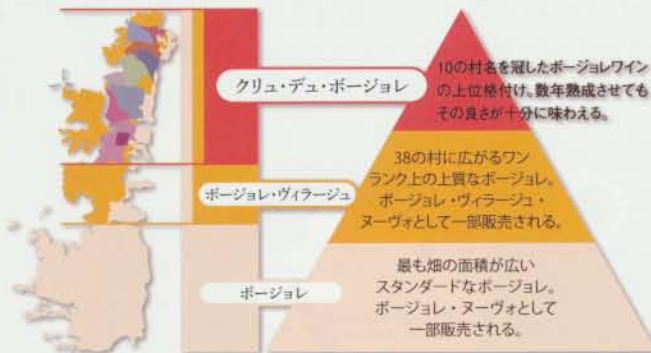 クリュ・デュ・ボージョレ
10の村名を冠したボージョレワイン
の上位格付け。数年熟成させても
その良さが十分に味わえる。
ボージョレ・ヴィラージュ
38の村に広がるワン
ランク上の上質なボージョレ。
ボージョレ・ヴィラージュ・
ヌーヴォとして一部販売される。
ボージョレ
最も畑の面積が広い
スタンダードなボージョレ。
ボージョレ・ヌーヴォとして
一部販売される。